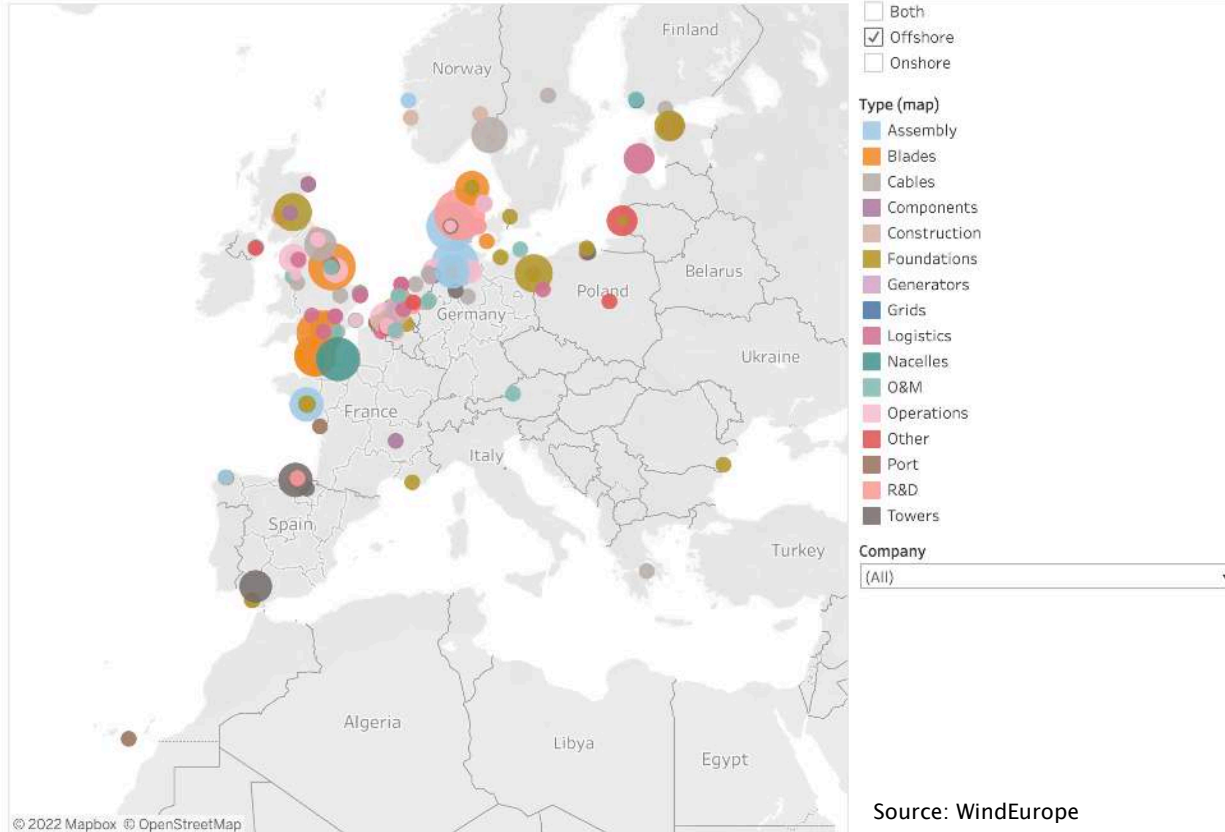 Both
Offshore
Onshore
Type (map)
Assembly
Blades
Cables
Components
Construction
Foundations
Generators
Grids
Logistics
Nacelles
O&M
Operations
Other
Port
R&D
Towers
Company
(All)
Finland
Norway
Belarus
Poland
Germany
Ukraine
France
Italy
Spain
Turkey
Algeria
Libya
Egypt
© 2022 Mapbox © OpenStreetMap
Source: WindEurope